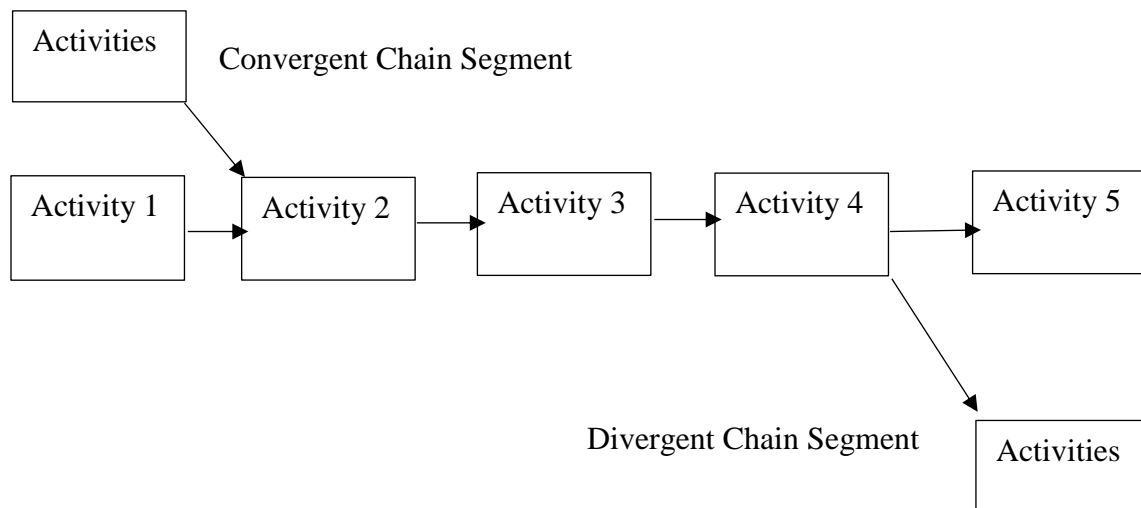 Activities
Convergent Chain Segment
Activity 1
Activity 2
Activity 3
Activity 4
Activity 5
Divergent Chain Segment
Activities